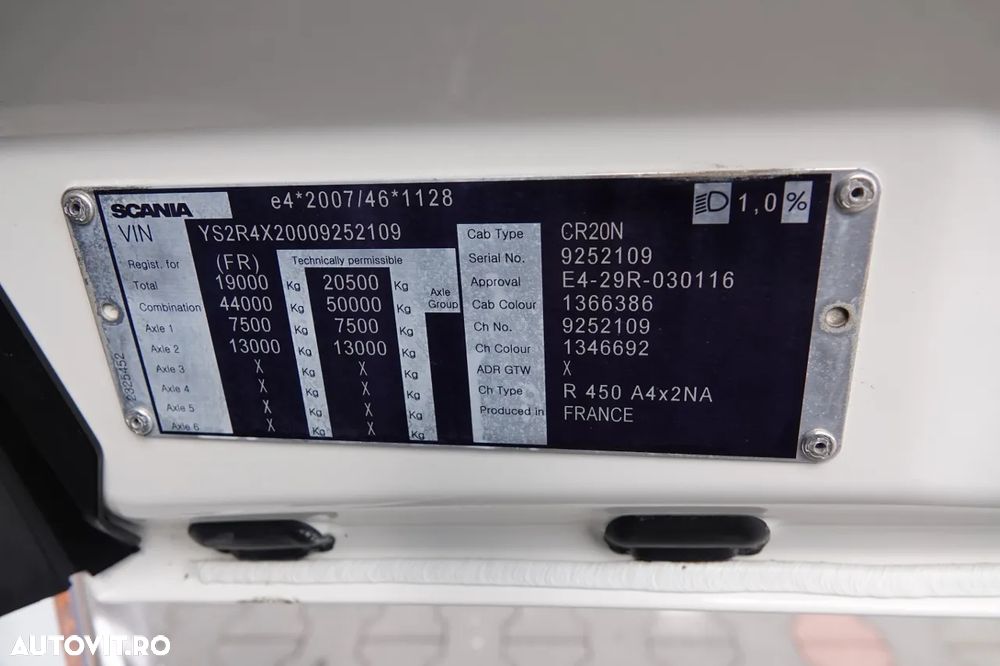 SCANIA e4*2007/46*1128 1,0 %
VIN YS2R4X20009252109
Regist. for (FR) Technically permissible
Total 19000 Kg 20500 Kg Axle Group
Combination 44000 Kg 50000 Kg
Axle 1 7500 Kg 7500 Kg
Axle 2 13000 Kg 13000 Kg
Axle 3 X Kg X Kg
Axle 4 X Kg X Kg
Axle 5 X Kg X Kg
Axle 6 X Kg X Kg
2325452
Cab Type CR20N
Serial No. 9252109
Approval E4-29R-030116
Cab Colour 1366386
Ch No. 9252109
Ch Colour 1346692
ADR GTW X
Ch Type R 450 A4x2NA
Produced in FRANCE
AUTOVIT.RO